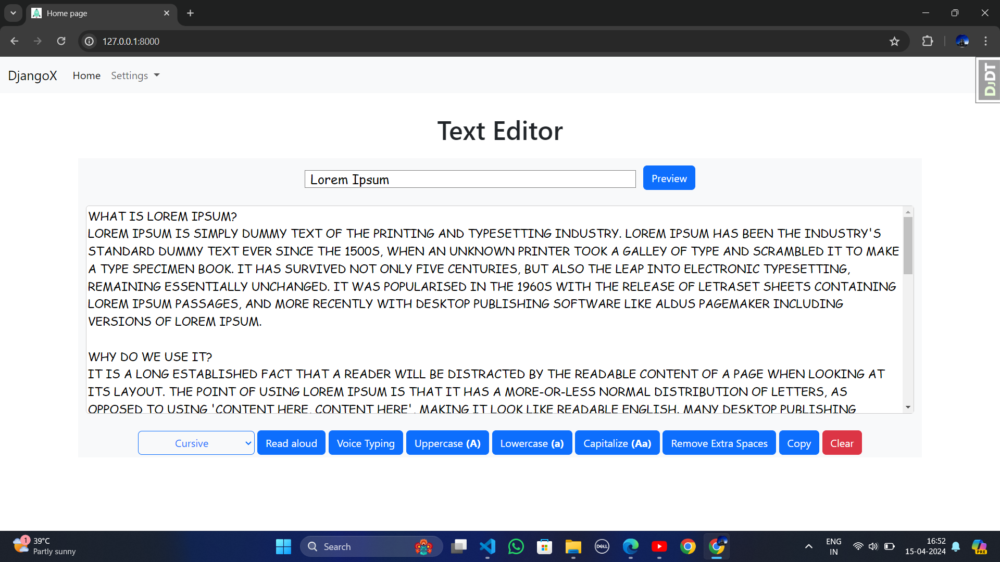 Home page
127.0.0.1:8000
DjangoX Home Settings
DJDT
Text Editor
Lorem Ipsum Preview
WHAT IS LOREM IPSUM?
LOREM IPSUM IS SIMPLY DUMMY TEXT OF THE PRINTING AND TYPESETTING INDUSTRY. LOREM IPSUM HAS BEEN THE INDUSTRY'S
STANDARD DUMMY TEXT EVER SINCE THE 1500S, WHEN AN UNKNOWN PRINTER TOOK A GALLEY OF TYPE AND SCRAMBLED IT TO MAKE
A TYPE SPECIMEN BOOK. IT HAS SURVIVED NOT ONLY FIVE CENTURIES, BUT ALSO THE LEAP INTO ELECTRONIC TYPESETTING,
REMAINING ESSENTIALLY UNCHANGED. IT WAS POPULARISED IN THE 1960S WITH THE RELEASE OF LETRASET SHEETS CONTAINING
LOREM IPSUM PASSAGES, AND MORE RECENTLY WITH DESKTOP PUBLISHING SOFTWARE LIKE ALDUS PAGEMAKER INCLUDING
VERSIONS OF LOREM IPSUM.
WHY DO WE USE IT?
IT IS A LONG ESTABLISHED FACT THAT A READER WILL BE DISTRACTED BY THE READABLE CONTENT OF A PAGE WHEN LOOKING AT
ITS LAYOUT. THE POINT OF USING LOREM IPSUM IS THAT IT HAS A MORE-OR-LESS NORMAL DISTRIBUTION OF LETTERS, AS
OPPOSED TO USING 'CONTENT HERE, CONTENT HERE', MAKING IT LOOK LIKE READABLE ENGLISH. MANY DESKTOP PUBLISHING
Cursive Read aloud Voice Typing Uppercase (A) Lowercase (a) Capitalize (Aa) Remove Extra Spaces Copy Clear
1 39°C
Partly sunny
Search
DELL
ENG
IN
16:52
15-04-2024
PRE